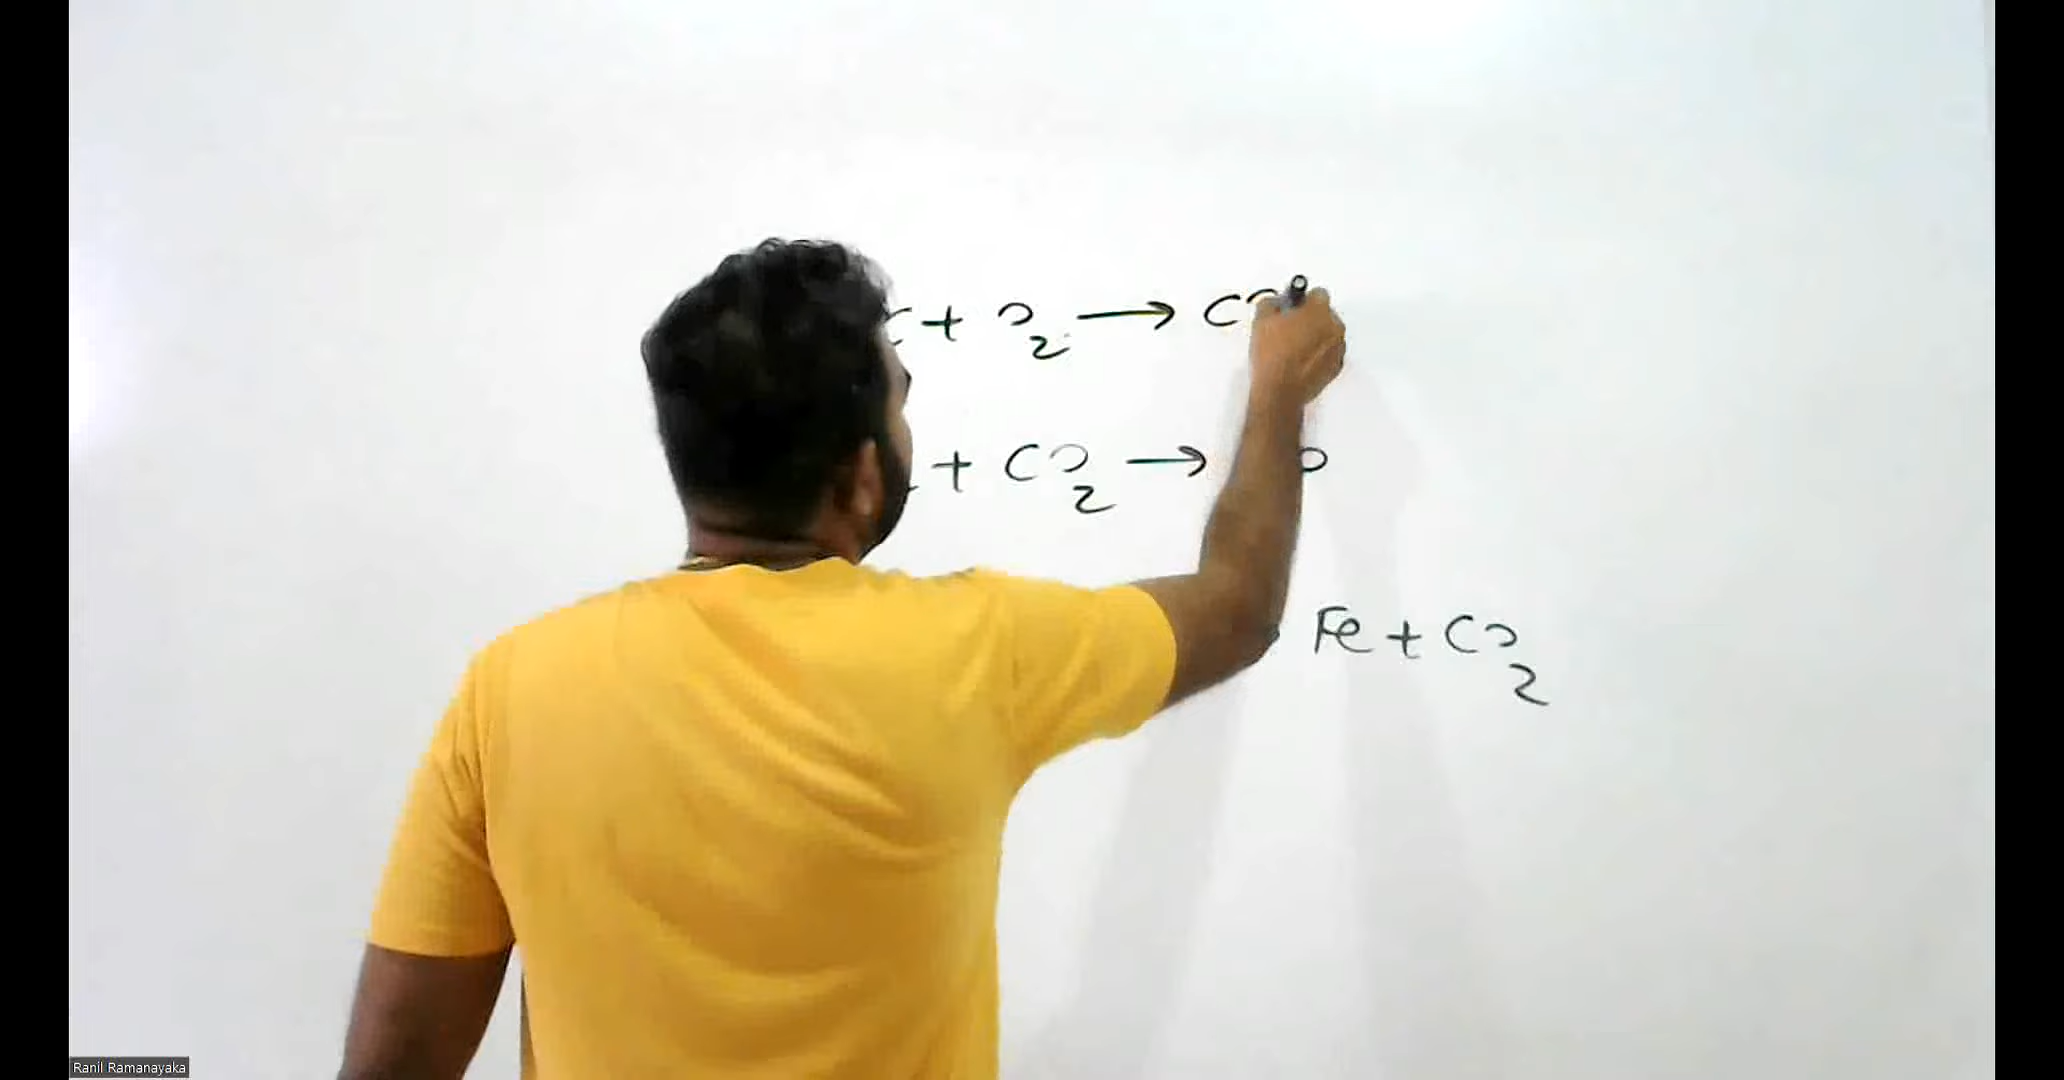 C + O2 → CO
+ CO2 → O
Fe + CO2
Ranil Ramanayaka